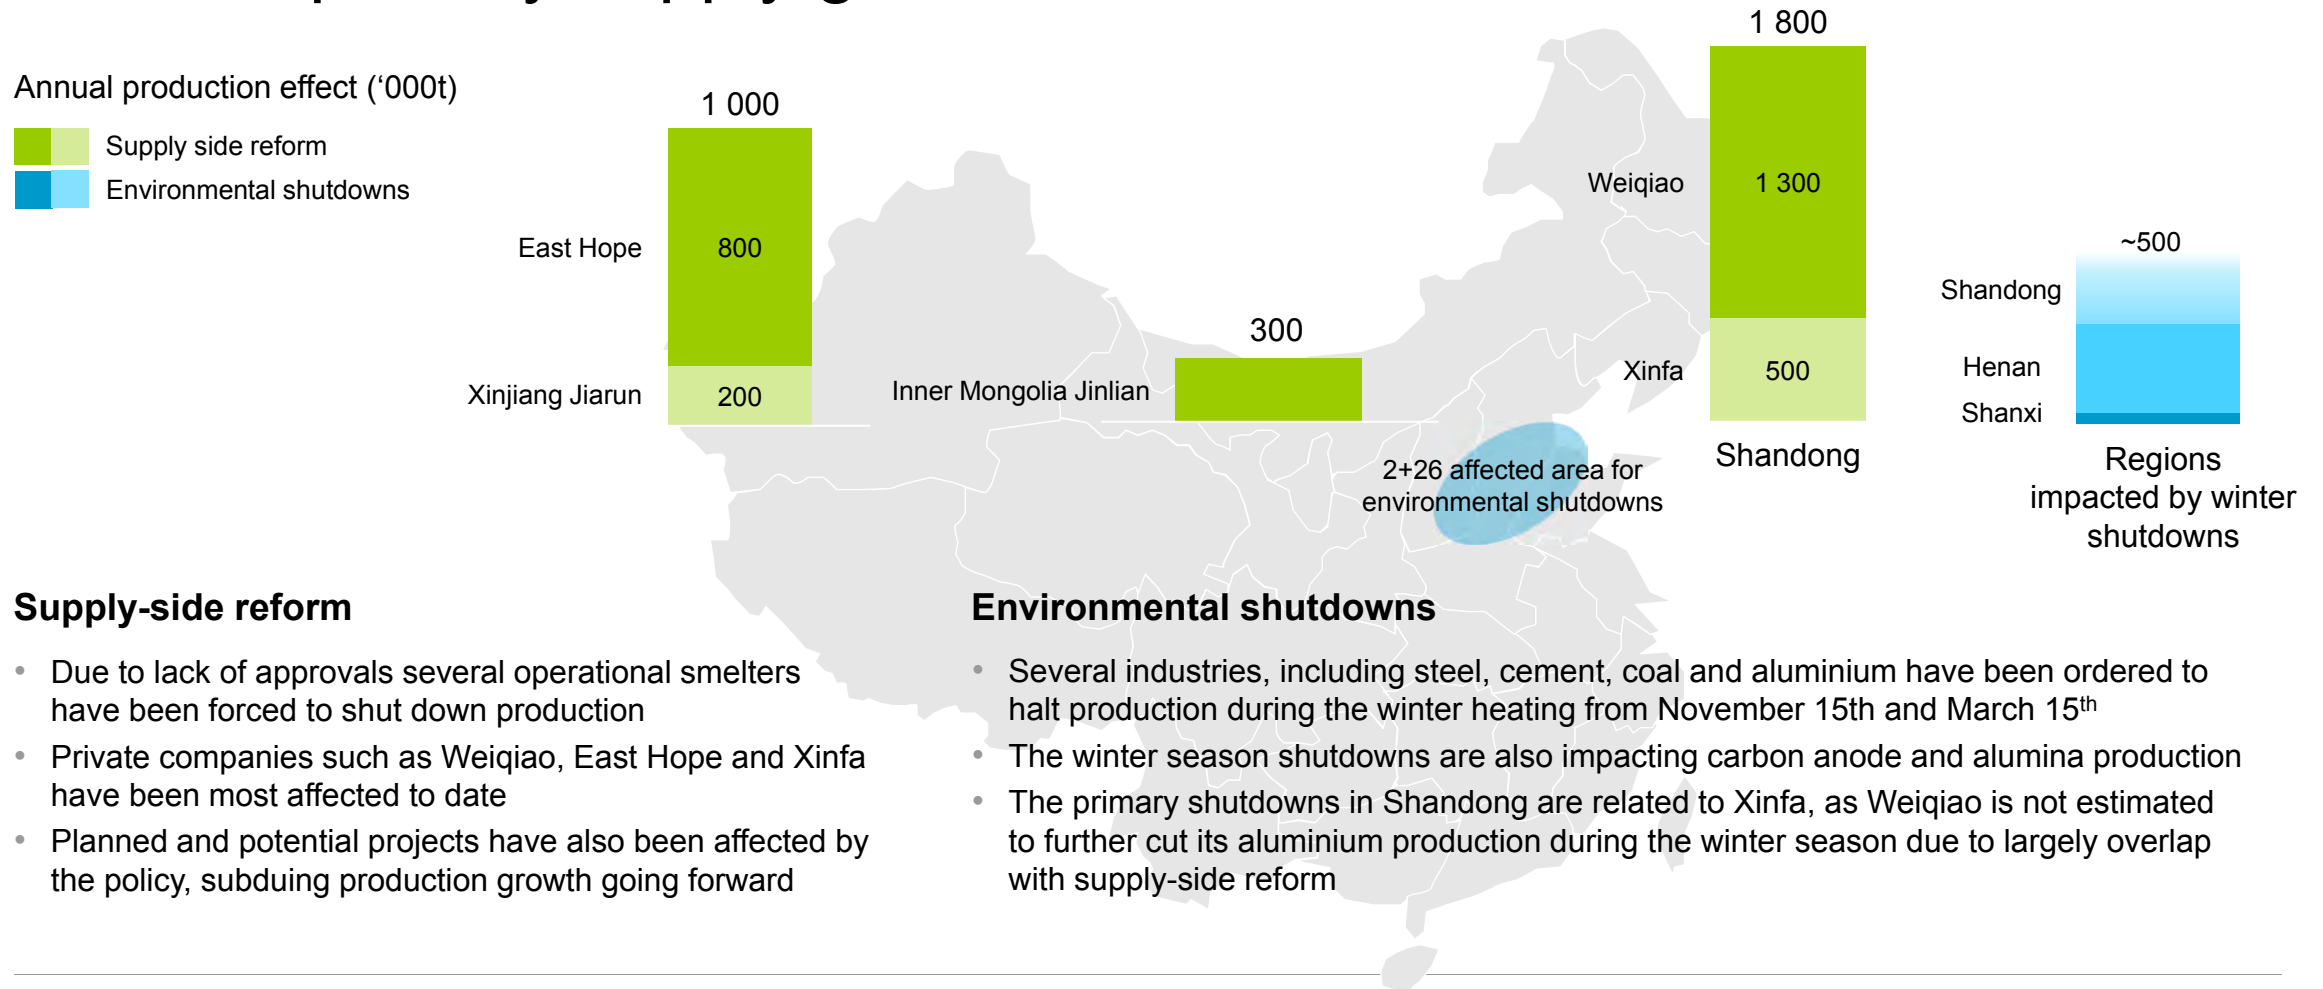 Annual production effect (‘000t)
Supply side reform
Environmental shutdowns
1 000
East Hope
800
Xinjiang Jiarun
200
300
Inner Mongolia Jinlian
1 800
Weiqiao
1 300
Xinfa
500
Shandong
~500
Shandong
Henan
Shanxi
Regions
impacted by winter
shutdowns
2+26 affected area for
environmental shutdowns
Supply-side reform
• Due to lack of approvals several operational smelters
have been forced to shut down production
• Private companies such as Weiqiao, East Hope and Xinfa
have been most affected to date
• Planned and potential projects have also been affected by
the policy, subduing production growth going forward
Environmental shutdowns
• Several industries, including steel, cement, coal and aluminium have been ordered to
halt production during the winter heating from November 15th and March 15th
• The winter season shutdowns are also impacting carbon anode and alumina production
• The primary shutdowns in Shandong are related to Xinfa, as Weiqiao is not estimated
to further cut its aluminium production during the winter season due to largely overlap
with supply-side reform